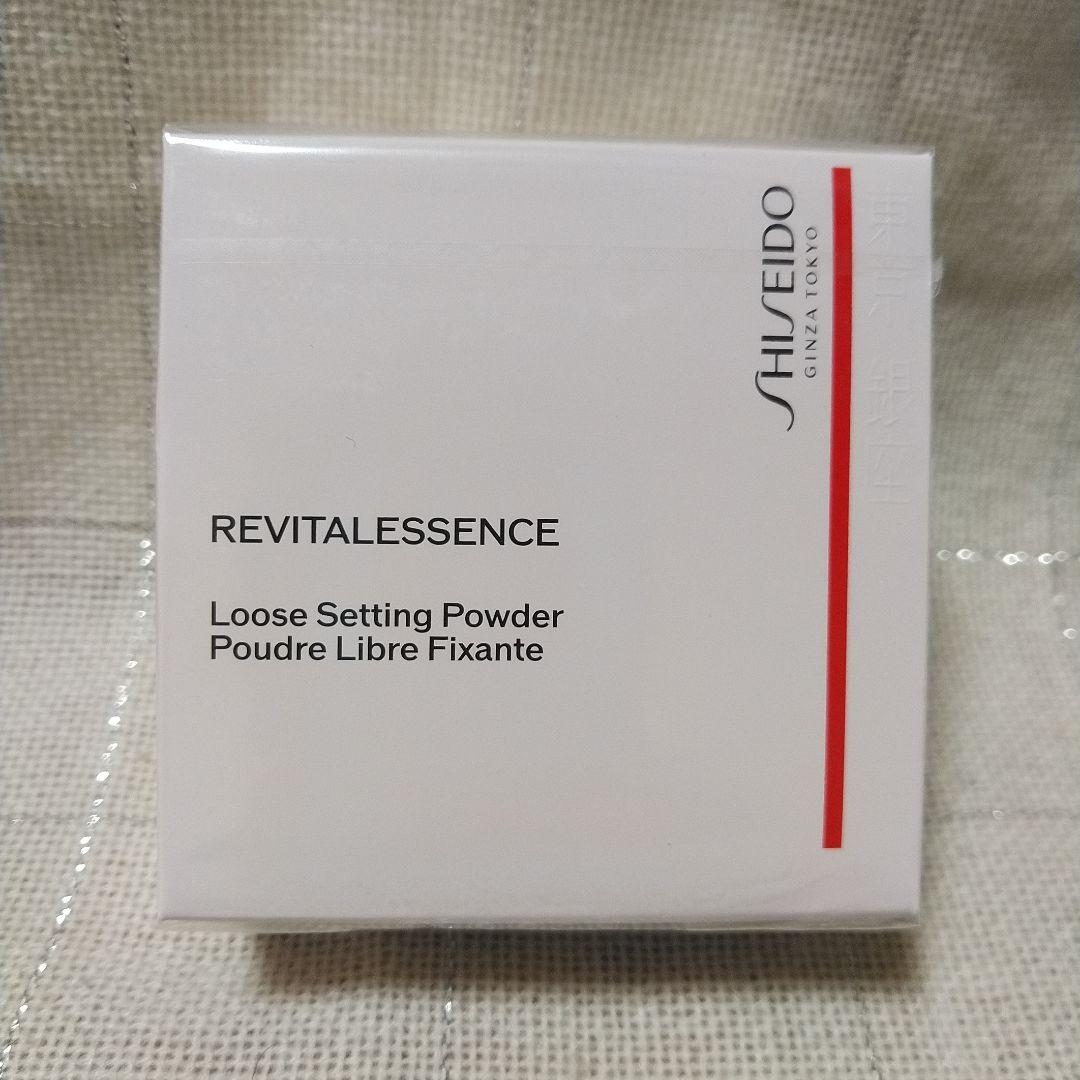 SHISEIDO
GINZA TOKYO
REVITALESSENCE
Loose Setting Powder
Poudre Libre Fixante